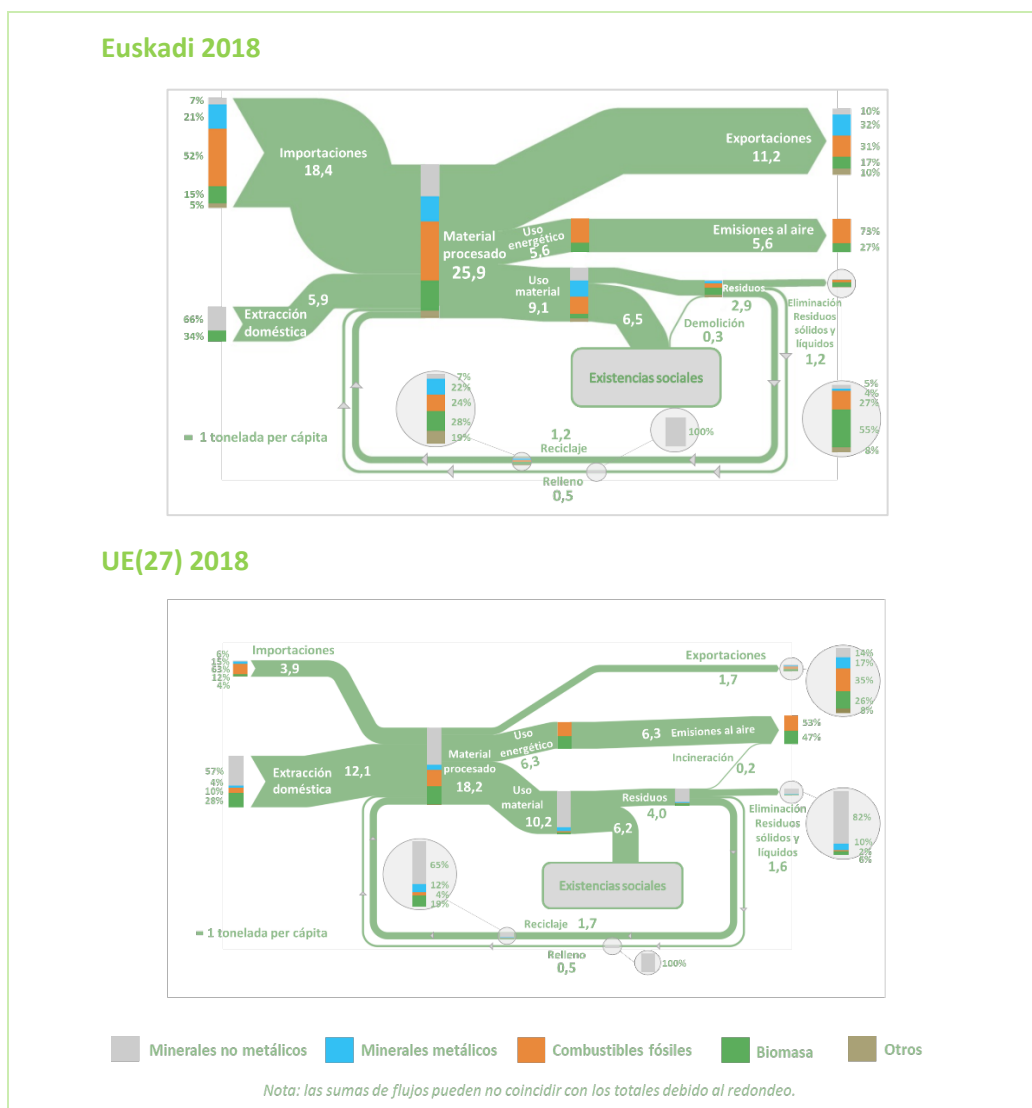 Euskadi 2018
7%
21%
52%
15%
5%
Importaciones
18,4
10%
32%
31%
17%
10%
Exportaciones
11,2
Material
procesado
25,9
Uso
energético
5,6
Emisiones al aire
5,6
73%
27%
Uso
material
9,1
5,9
Extracción
doméstica
66%
34%
6,5
Residuos
2,9
Demolición
0,3
Eliminación
Residuos
sólidos y
líquidos
1,2
Existencias sociales
7%
22%
24%
28%
19%
100%
5%
4%
27%
55%
8%
= 1 tonelada per cápita
1,2
Reciclaje
Relleno
0,5
UE(27) 2018
6%
15%
63%
12%
4%
Importaciones
3,9
Exportaciones
1,7
14%
17%
35%
26%
8%
Material
procesado
18,2
Uso
energético
6,3
6,3 Emisiones al aire
53%
47%
Incineración
0,2
57%
4%
10%
28%
Extracción
doméstica
12,1
Uso
material
10,2
Residuos
4,0
6,2
Eliminación
Residuos
sólidos y
líquidos
1,6
82%
10%
2%
6%
Existencias sociales
65%
12%
4%
19%
= 1 tonelada per cápita
Reciclaje 1,7
Relleno
0,5
100%
Minerales no metálicos
Minerales metálicos
Combustibles fósiles
Biomasa
Otros
Nota: las sumas de flujos pueden no coincidir con los totales debido al redondeo.